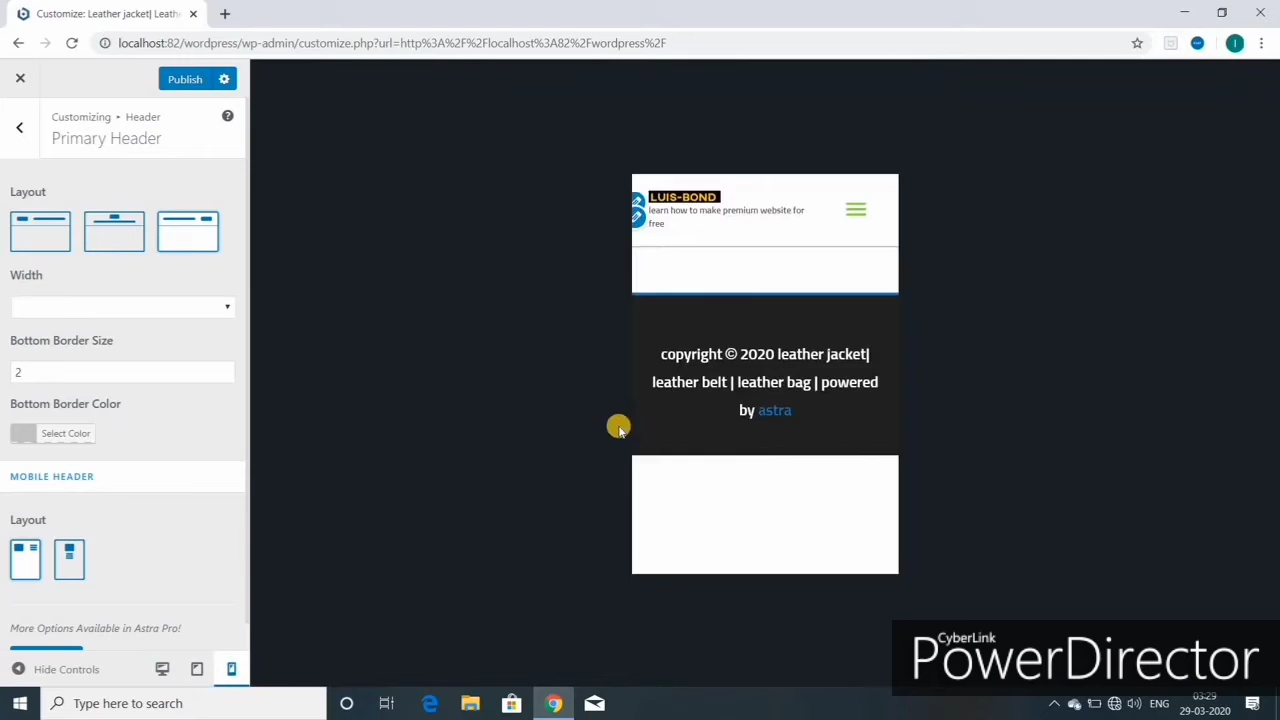 Customize: Leather jacket| Leath
localhost:82/wordpress/wp-admin/customize.php?url=http%3A%2F%2Flocalhost%3A82%2Fwordpress%2F
I
Publish
Customizing • Header
Primary Header
Layout
Width
Bottom Border Size
2
Bottom Border Color
Select Color
MOBILE HEADER
Layout
More Options Available in Astra Pro!
Hide Controls
LUIS-BOND
learn how to make premium website for
free
copyright © 2020 leather jacket|
leather belt | leather bag | powered
by astra
CyberLink
PowerDirector
Type here to search
ENG
03:29
29-03-2020